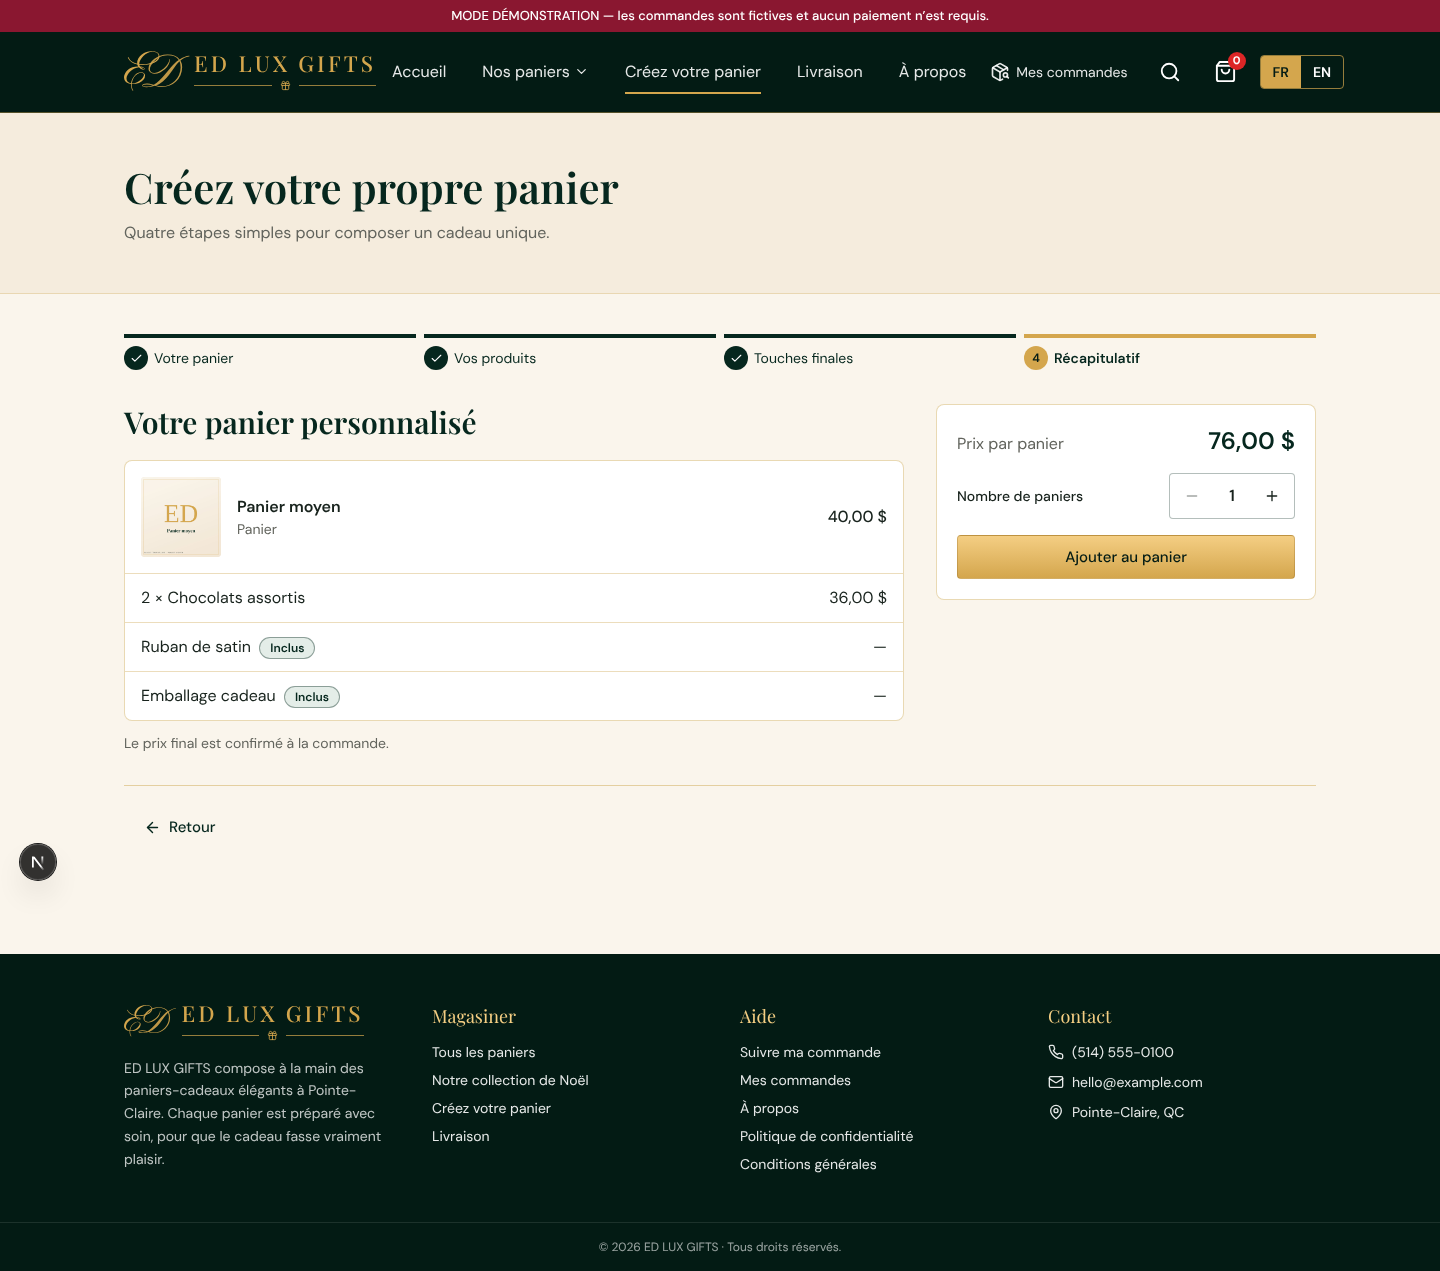 MODE DÉMONSTRATION — les commandes sont fictives et aucun paiement n’est requis.
ED LUX GIFTS
Accueil
Nos paniers
Créez votre panier
Livraison
À propos
Mes commandes
0
FR
EN
Créez votre propre panier
Quatre étapes simples pour composer un cadeau unique.
Votre panier
Vos produits
Touches finales
4 Récapitulatif
Votre panier personnalisé
ED
Panier moyen
Panier moyen
Panier
40,00 $
2 × Chocolats assortis
36,00 $
Ruban de satin Inclus
—
Emballage cadeau Inclus
—
Le prix final est confirmé à la commande.
Prix par panier
76,00 $
Nombre de paniers
− 1 +
Ajouter au panier
Retour
N
ED LUX GIFTS
ED LUX GIFTS compose à la main des
paniers-cadeaux élégants à Pointe-
Claire. Chaque panier est préparé avec
soin, pour que le cadeau fasse vraiment
plaisir.
Magasiner
Tous les paniers
Notre collection de Noël
Créez votre panier
Livraison
Aide
Suivre ma commande
Mes commandes
À propos
Politique de confidentialité
Conditions générales
Contact
(514) 555-0100
hello@example.com
Pointe-Claire, QC
© 2026 ED LUX GIFTS · Tous droits réservés.